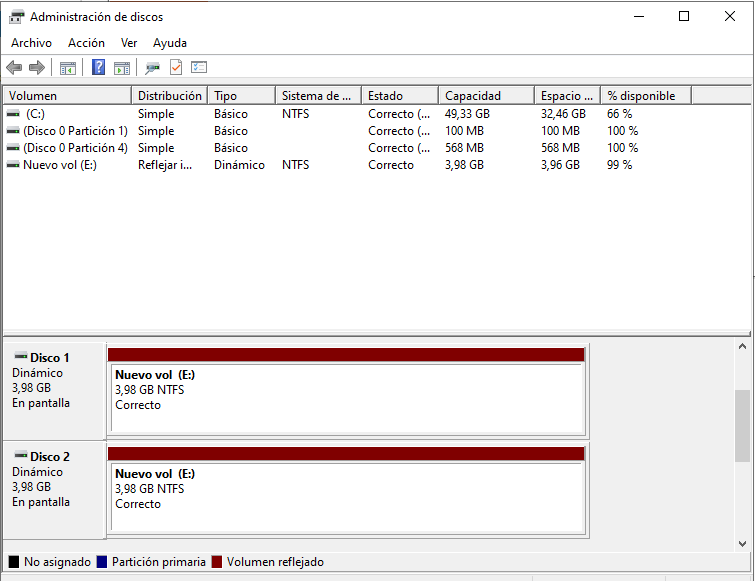 Administración de discos
Archivo Acción Ver Ayuda
Volumen Distribución Tipo Sistema de ... Estado Capacidad Espacio ... % disponible
(C:) Simple Básico NTFS Correcto (... 49,33 GB 32,46 GB 66 %
(Disco 0 Partición 1) Simple Básico Correcto (... 100 MB 100 MB 100 %
(Disco 0 Partición 4) Simple Básico Correcto (... 568 MB 568 MB 100 %
Nuevo vol (E:) Reflejar i... Dinámico NTFS Correcto 3,98 GB 3,96 GB 99 %
Disco 1
Dinámico
3,98 GB
En pantalla
Nuevo vol (E:)
3,98 GB NTFS
Correcto
Disco 2
Dinámico
3,98 GB
En pantalla
Nuevo vol (E:)
3,98 GB NTFS
Correcto
No asignado Partición primaria Volumen reflejado